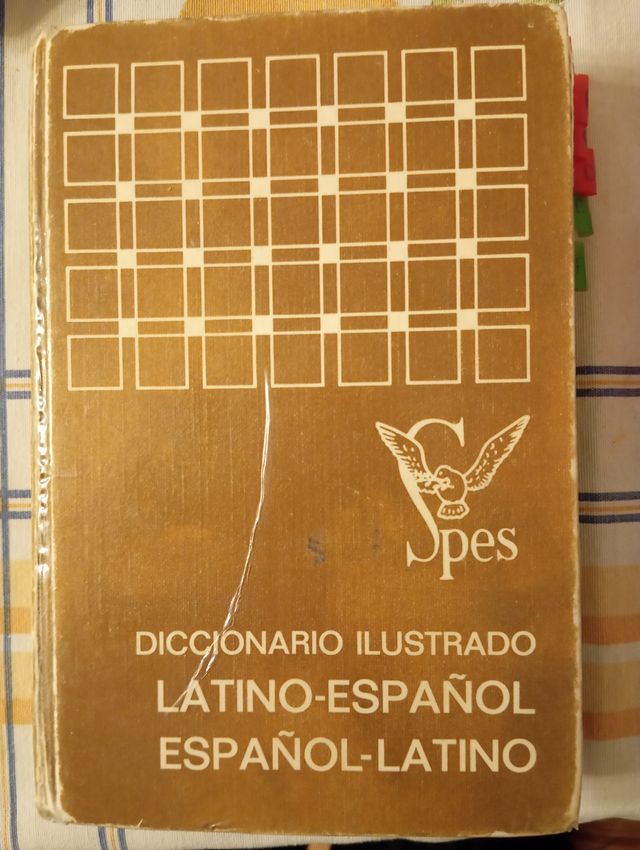 Spes
DICCIONARIO ILUSTRADO
LATINO-ESPAÑOL
ESPAÑOL-LATINO